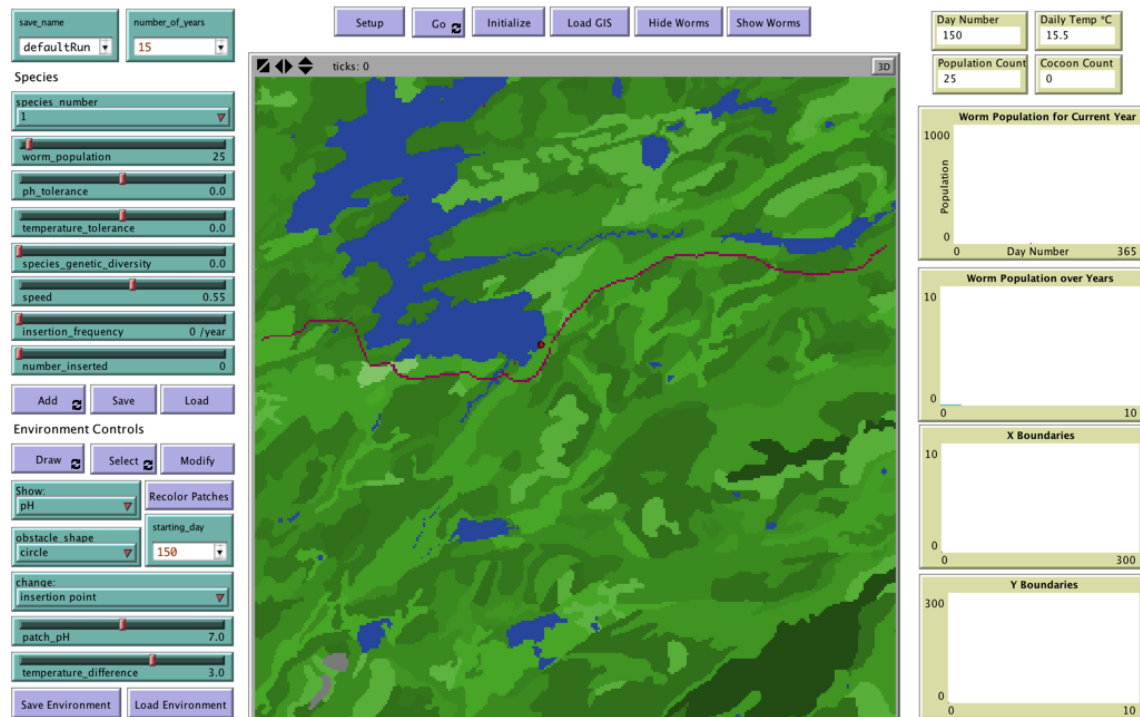 save_name
defaultRun
number_of_years
15
Setup
Go
Initialize
Load GIS
Hide Worms
Show Worms
Day Number
150
Daily Temp °C
15.5
Population Count
25
Cocoon Count
0
Species
species_number
1
worm_population 25
ph_tolerance 0.0
temperature_tolerance 0.0
species_genetic_diversity 0.0
speed 0.55
insertion_frequency 0 /year
number_inserted 0
Add
Save
Load
Environment Controls
Draw
Select
Modify
Show:
pH
Recolor Patches
obstacle_shape
circle
starting_day
150
change:
insertion point
patch_pH 7.0
temperature_difference 3.0
Save Environment
Load Environment
ticks: 0
3D
Worm Population for Current Year
1000
Population
0
0
Day Number
365
Worm Population over Years
10
0
0
10
X Boundaries
10
0
0
300
Y Boundaries
300
0
0
10